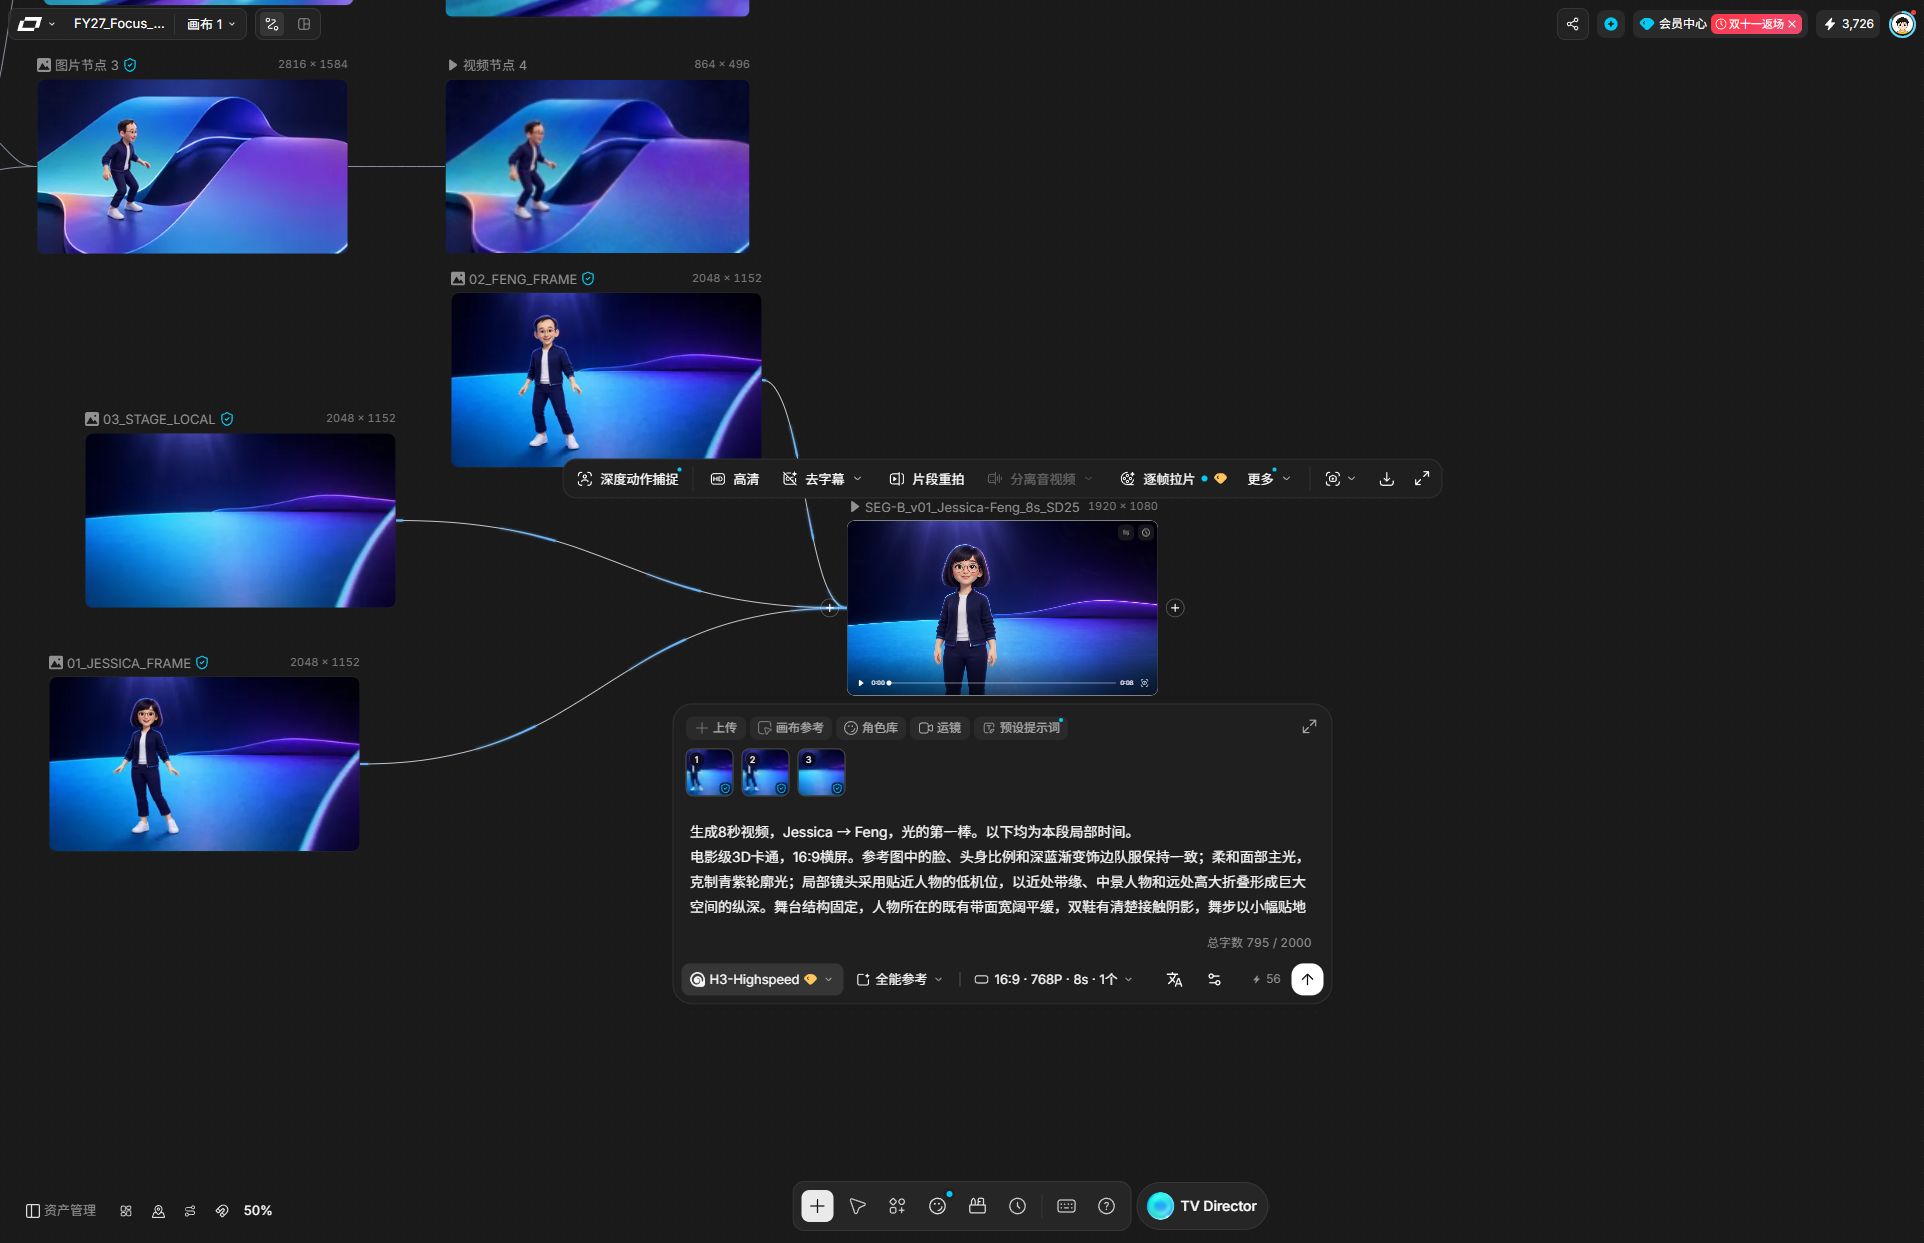 FY27_Focus_...
画布 1
会员中心
双十一返场
3,726
图片节点 3
2816 × 1584
视频节点 4
864 × 496
02_FENG_FRAME
2048 × 1152
03_STAGE_LOCAL
2048 × 1152
深度动作捕捉
HD 高清
去字幕
片段重拍
分离音视频
逐帧拉片
更多
SEG-B_v01_Jessica-Feng_8s_SD25
1920 × 1080
0:00
0:08
01_JESSICA_FRAME
2048 × 1152
上传
画布参考
角色库
运镜
预设提示词
1
2
3
生成8秒视频，Jessica → Feng，光的第一棒。以下均为本段局部时间。
电影级3D卡通，16:9横屏。参考图中的脸、头身比例和深蓝渐变饰边队服保持一致；柔和面部主光，
克制青紫轮廓光；局部镜头采用贴近人物的低机位，以近处带缘、中景人物和远处高大折叠形成巨大
空间的纵深。舞台结构固定，人物所在的既有带面宽阔平缓，双鞋有清楚接触阴影，舞步以小幅贴地
总字数 795 / 2000
H3-Highspeed
全能参考
16:9 · 768P · 8s · 1个
56
资产管理
50%
TV Director